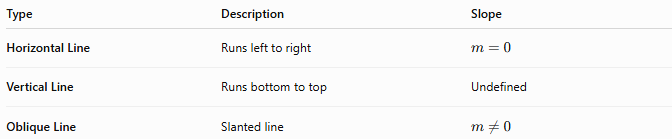 Type Description Slope
Horizontal Line Runs left to right m = 0
Vertical Line Runs bottom to top Undefined
Oblique Line Slanted line m ≠ 0